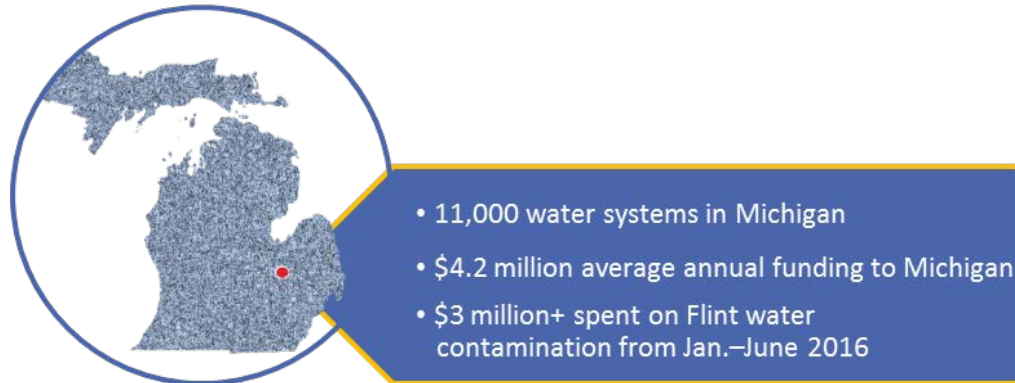 • 11,000 water systems in Michigan
• $4.2 million average annual funding to Michigan
• $3 million+ spent on Flint water
contamination from Jan.–June 2016